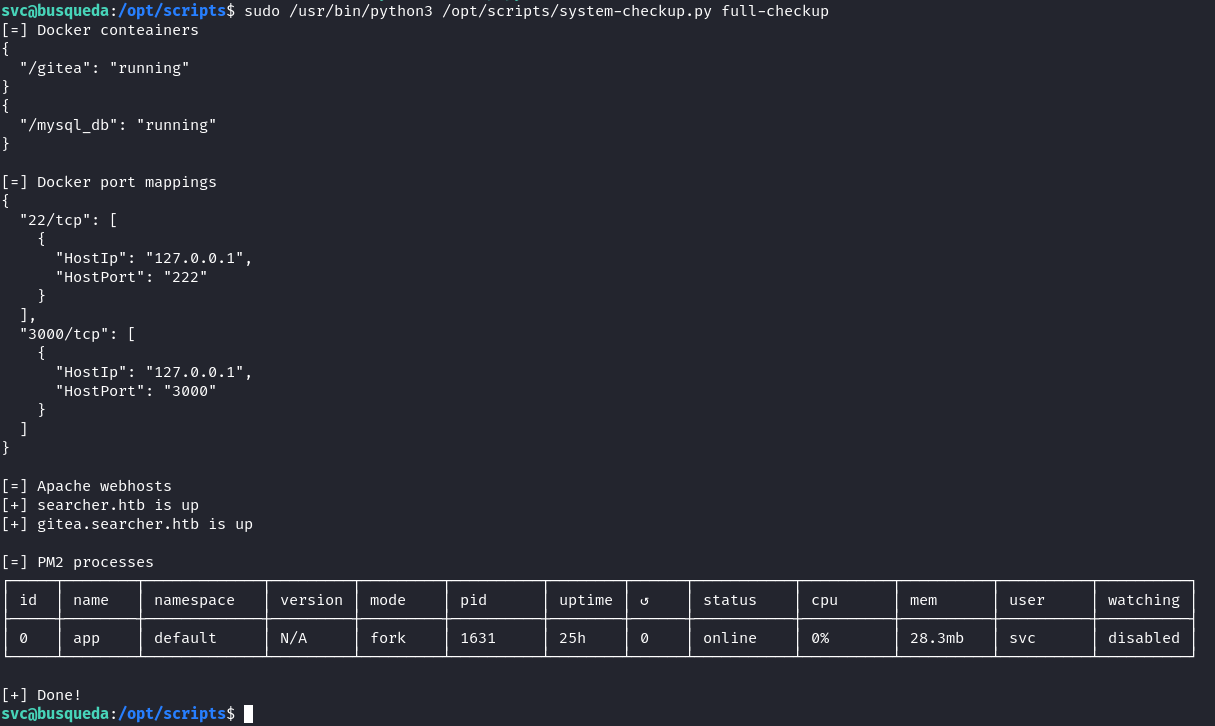 svc@busqueda:/opt/scripts$ sudo /usr/bin/python3 /opt/scripts/system-checkup.py full-checkup
[=] Docker conteainers
{
  "/gitea": "running"
}
{
  "/mysql_db": "running"
}

[=] Docker port mappings
{
  "22/tcp": [
    {
      "HostIp": "127.0.0.1",
      "HostPort": "222"
    }
  ],
  "3000/tcp": [
    {
      "HostIp": "127.0.0.1",
      "HostPort": "3000"
    }
  ]
}

[=] Apache webhosts
[+] searcher.htb is up
[+] gitea.searcher.htb is up

[=] PM2 processes
id name namespace version mode pid uptime ↺ status cpu mem user watching
0 app default N/A fork 1631 25h 0 online 0% 28.3mb svc disabled

[+] Done!
svc@busqueda:/opt/scripts$